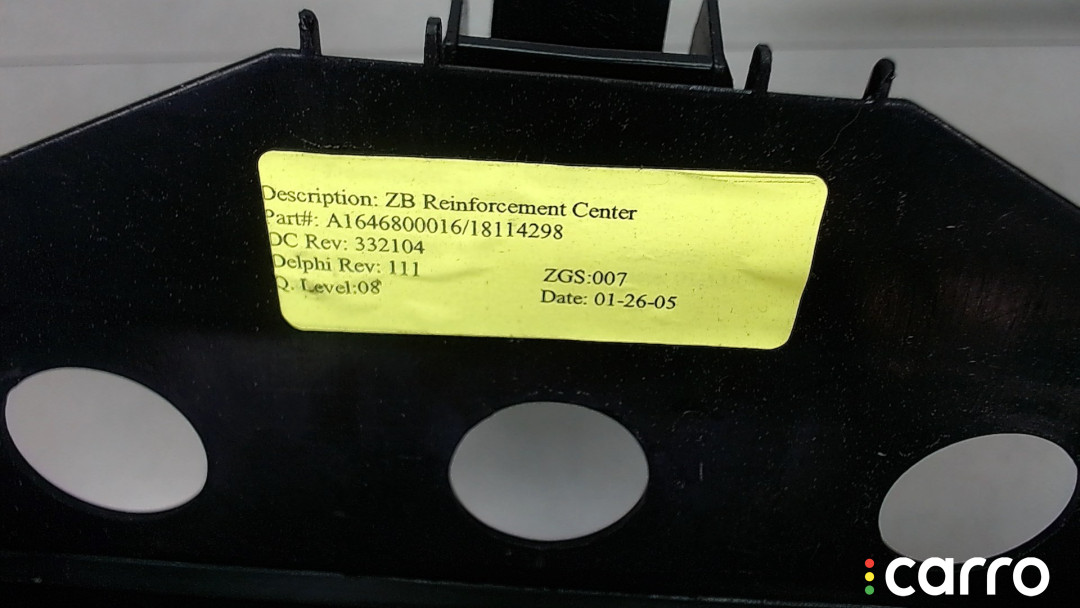 Description: ZB Reinforcement Center
Part#: A1646800016/18114298
DC Rev: 332104
Delphi Rev: 111
ZGS:007
Q. Level:08
Date: 01-26-05
carro